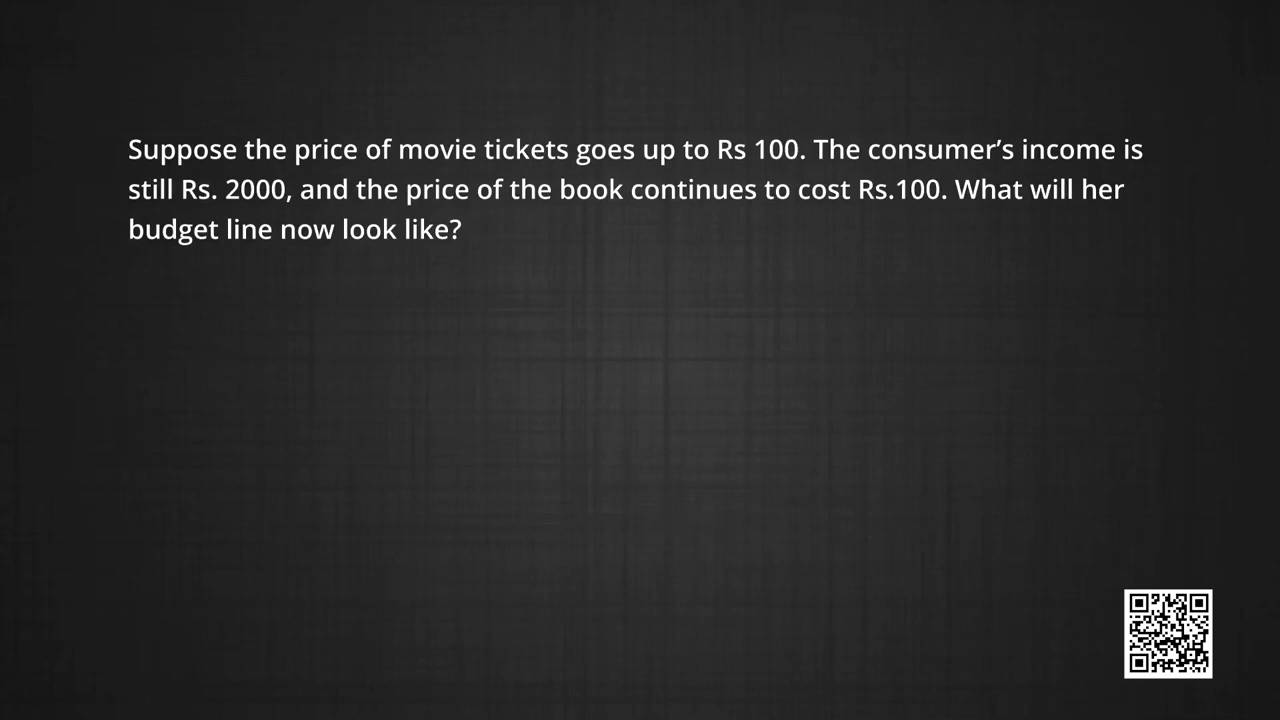 Suppose the price of movie tickets goes up to Rs 100. The consumer’s income is
still Rs. 2000, and the price of the book continues to cost Rs.100. What will her
budget line now look like?